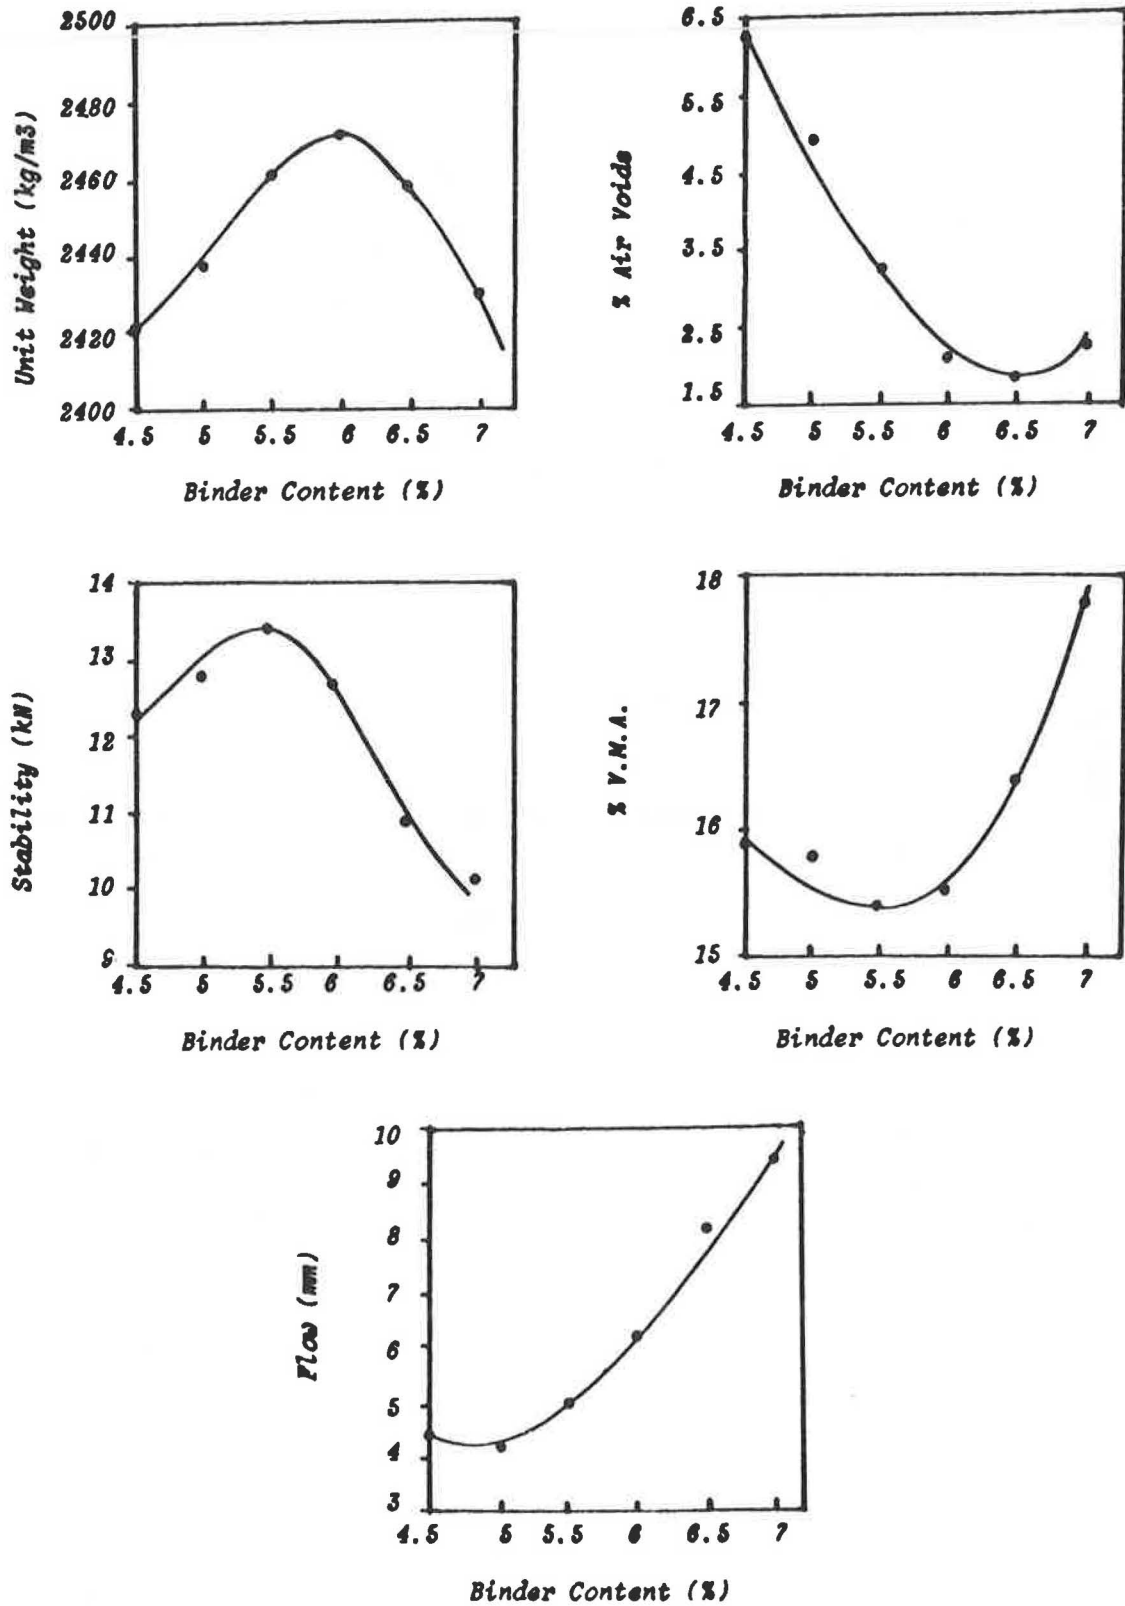 2500
2480
2460
2440
2420
2400
4.5 5 5.5 6 6.5 7
Unit Weight (kg/m3)
Binder Content (%)
6.5
5.5
4.5
3.5
2.5
1.5
4.5 5 5.5 6 6.5 7
% Air Voids
Binder Content (%)
14
13
12
11
10
9
4.5 5 5.5 6 6.5 7
Stability (kN)
Binder Content (%)
18
17
16
15
4.5 5 5.5 6 6.5 7
% V.M.A.
Binder Content (%)
10
9
8
7
6
5
4
3
4.5 5 5.5 6 6.5 7
Flow (mm)
Binder Content (%)